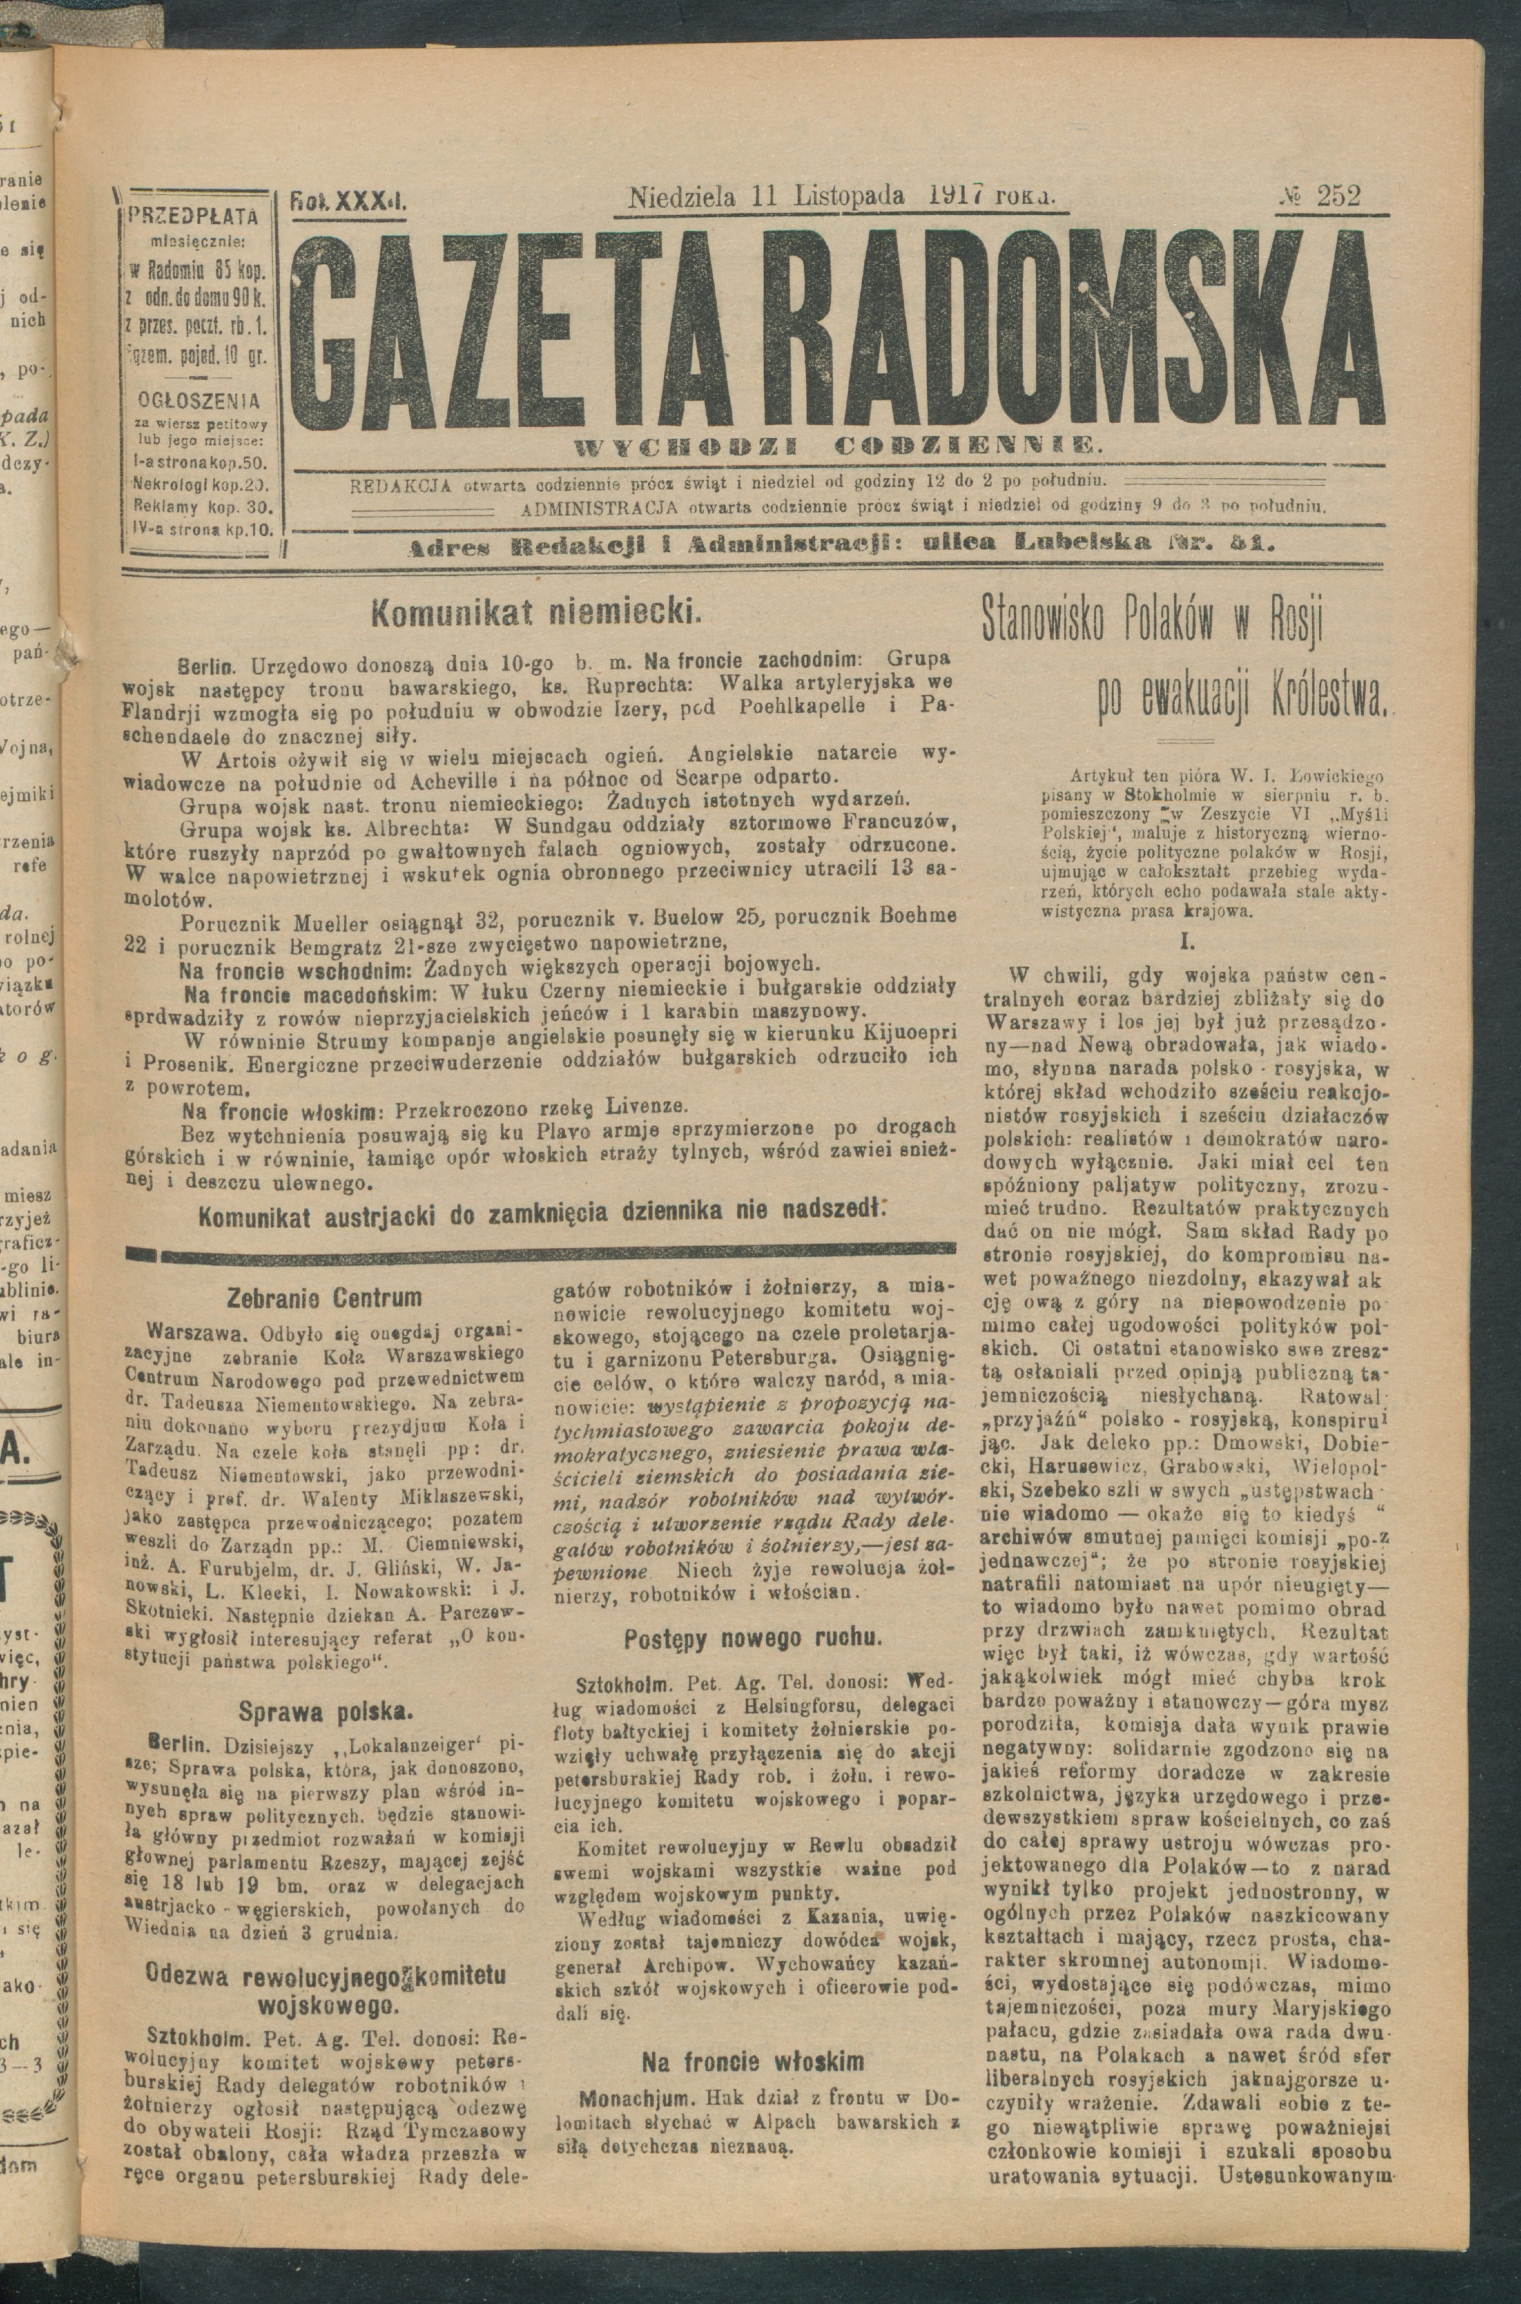 PRZEDPŁATA
miesięcznie:
w Radomiu 85 kop.
z odn. do domu 90 k.
z przes. poczt. rb. 1.
Egzem. pojed. 10 gr.
OGŁOSZENIA
za wiersz petitowy
lub jego miejsce:
I-a strona kop. 50.
Nekrologi kop. 20.
Reklamy kop. 30.
IV-a strona kp. 10.
Rok
Niedziela 11 Listopada 1917 roku.
№ 252
GAZETA RADOMSKA
WYCHODZI CODZIENNIE.
REDAKCJA otwarta codziennie prócz świąt i niedziel od godziny 12 do 2 po południu.
ADMINISTRACJA otwarta codziennie prócz świąt i niedziel od godziny 9 do 3 po południu.
Adres Redakcji i Administracji: ulica Lubelska Nr. 51.
Komunikat niemiecki.
Berlin. Urzędowo donoszą dnia 10-go b. m. Na froncie zachodnim: Grupa
wojsk następcy tronu bawarskiego, ks. Ruprechta: Walka artyleryjska we
Flandrji wzmogła się po południu w obwodzie Izery, pod Poehlkapelle i Pa-
schendaele do znacznej siły.
W Artois ożywił się w wielu miejscach ogień. Angielskie natarcie wy-
wiadowcze na południe od Acheville i na północ od Scarpe odparto.
Grupa wojsk nast. tronu niemieckiego: Żadnych istotnych wydarzeń.
Grupa wojsk ks. Albrechta: W Sundgau oddziały sztormowe Francuzów,
które ruszyły naprzód po gwałtownych falach ogniowych, zostały odrzucone.
W walce napowietrznej i wskutek ognia obronnego przeciwnicy utracili 13 sa-
molotów.
Porucznik Mueller osiągnął 32, porucznik v. Buelow 25, porucznik Boehme
22 i porucznik Bemgratz 21-sze zwycięstwo napowietrzne,
Na froncie wschodnim: Żadnych większych operacji bojowych.
Na froncie macedońskim: W łuku Czerny niemieckie i bułgarskie oddziały
sprdwadziły z rowów nieprzyjacielskich jeńców i 1 karabin maszynowy.
W równinie Strumy kompanje angielskie posunęły się w kierunku Kijuoepri
i Prosenik. Energiczne przeciwuderzenie oddziałów bułgarskich odrzuciło ich
z powrotem.
Na froncie włoskim: Przekroczono rzekę Livenze.
Bez wytchnienia posuwają się ku Plavo armje sprzymierzone po drogach
górskich i w równinie, łamiąc opór włoskich straży tylnych, wśród zawiei śnież-
nej i deszczu ulewnego.
Komunikat austrjacki do zamknięcia dziennika nie nadszedł.
Zebranie Centrum
Warszawa. Odbyło się onegdaj organi-
zacyjne zebranie Koła Warszawskiego
Centrum Narodowego pod przewednictwem
dr. Tadeusza Niementowskiego. Na zebra-
niu dokonano wyboru prezydjum Koła i
Zarządu. Na czele koła stanęli pp: dr.
Tadeusz Niementowski, jako przewodni-
czący i prof. dr. Walenty Miklaszewski,
jako zastępca przewodniczącego; pozatem
weszli do Zarządn pp.: M. Ciemniewski,
inż. A. Furubjelm, dr. J. Gliński, W. Ja-
nowski, L. Klecki, I. Nowakowski: i J.
Skotnicki. Następnie dziekan A. Parczew-
ski wygłosił interesujący referat „O kon-
stytucji państwa polskiego“.
Sprawa polska.
Berlin. Dzisiejszy ,,Lokalanzeiger‘ pi-
sze; Sprawa polska, która, jak donoszono,
wysunęła się na pierwszy plan wśród in-
nych spraw politycznych. będzie stanowi-
ła główny przedmiot rozważań w komisji
głownej parlamentu Rzeszy, mającej zejść
się 18 lub 19 bm. oraz w delegacjach
austrjacko - węgierskich, powołanych do
Wiednia na dzień 3 grudnia.
Odezwa rewolucyjnego komitetu
wojskowego.
Sztokholm. Pet. Ag. Tel. donosi: Re-
wolucyjny komitet wojskowy peters-
burskiej Rady delegatów robotników i
żołnierzy ogłosił następującą odezwę
do obywateli Rosji: Rząd Tymczasowy
został obalony, cała władza przeszła w
ręce organu petersburskiej Rady dele-
gatów robotników i żołnierzy, a mia-
nowicie rewolucyjnego komitetu woj-
skowego, stojącego na czele proletarja-
tu i garnizonu Petersburga. Osiągnię-
cie celów, o które walczy naród, a mia-
nowicie: wystąpienie z propozycją na-
tychmiastowego zawarcia pokoju de-
mokratycznego, zniesienie prawa wła-
ścicieli ziemskich do posiadania zie-
mi, nadzór robotników nad wytwór-
czością i utworzenie rządu Rady dele-
gatów robotników i żołnierzy,—jest za-
pewnione Niech żyje rewolucja żoł-
nierzy, robotników i włościan.
Postępy nowego ruchu.
Sztokholm. Pet. Ag. Tel. donosi: Wed-
ług wiadomości z Helsingforsu, delegaci
floty bałtyckiej i komitety żołnierskie po-
wzięły uchwałę przyłączenia się do akcji
petersburskiej Rady rob. i żołn. i rewo-
lucyjnego komitetu wojskowego i popar-
cia ich.
Komitet rewolucyjny w Rewlu obsadził
swemi wojskami wszystkie ważne pod
względem wojskowym punkty.
Według wiadomości z Kazania, uwię-
ziony został tajemniczy dowódca wojsk,
generał Archipow. Wychowańcy kazań-
skich szkół wojskowych i oficerowie pod-
dali się.
Na froncie włoskim
Monachjum. Huk dział z frontu w Do-
lomitach słychać w Alpach bawarskich z
siłą dotychczas nieznaną.
Stanowisko Polaków w Rosji
po ewakuacji Królestwa.
Artykuł ten pióra W. I. Łowickiego
pisany w Stokholmie w sierpniu r. b.
pomieszczony w Zeszycie VI ,,Myśli
Polskiej“, maluje z historyczną wierno-
ścią, życie polityczne polaków w Rosji,
ujmując w całokształt przebieg wyda-
rzeń, których echo podawała stale akty-
wistyczna prasa krajowa.
I.
W chwili, gdy wojska państw cen-
tralnych coraz bardziej zbliżały się do
Warszawy i los jej był już przesądzo-
ny—nad Newą obradowała, jak wiado-
mo, słynna narada polsko - rosyjska, w
której skład wchodziło sześciu reakcjo-
nistów rosyjskich i sześciu działaczów
polskich: realistów i demokratów naro-
dowych wyłącznie. Jaki miał cel ten
spóźniony paljatyw polityczny, zrozu-
mieć trudno. Rezultatów praktycznych
dać on nie mógł. Sam skład Rady po
stronie rosyjskiej, do kompromisu na-
wet poważnego niezdolny, skazywał ak
cję ową z góry na niepowodzenie po
mimo całej ugodowości polityków pol-
skich. Ci ostatni stanowisko swe zresz-
tą osłaniali przed opinją publiczną ta-
jemniczością niesłychaną. Ratowal
„przyjaźń“ polsko - rosyjską, konspirui
jąc. Jak deleko pp.: Dmowski, Dobie-
cki, Harusewicz, Grabowski, Wielopol-
ski, Szebeko szli w swych „ustępstwach
nie wiadomo — okaże się to kiedyś “
archiwów smutnej pamięci komisji „po-z
jednawczej“; że po stronie rosyjskiej
natrafili natomiast na upór nieugięty—
to wiadomo było nawet pomimo obrad
przy drzwiach zamkniętych. Rezultat
więc był taki, iż wówczas, gdy wartość
jakąkolwiek mógł mieć chyba krok
bardzo poważny i stanowczy—góra mysz
porodziła, komisja dała wynik prawie
negatywny: solidarnie zgodzono się na
jakieś reformy doradcze w zakresie
szkolnictwa, języka urzędowego i prze-
dewszystkiem spraw kościelnych, co zaś
do całej sprawy ustroju wówczas pro-
jektowanego dla Polaków—to z narad
wynikł tylko projekt jednostronny, w
ogólnych przez Polaków naszkicowany
kształtach i mający, rzecz prosta, cha-
rakter skromnej autonomji. Wiadomo-
ści, wydostające się podówczas, mimo
tajemniczości, poza mury Maryjskiego
pałacu, gdzie zasiadała owa rada dwu-
nastu, na Polakach a nawet śród sfer
liberalnych rosyjskich jaknajgorsze u-
czyniły wrażenie. Zdawali sobie z te-
go niewątpliwie sprawę poważniejsi
członkowie komisji i szukali sposobu
uratowania sytuacji. Ustosunkowanym